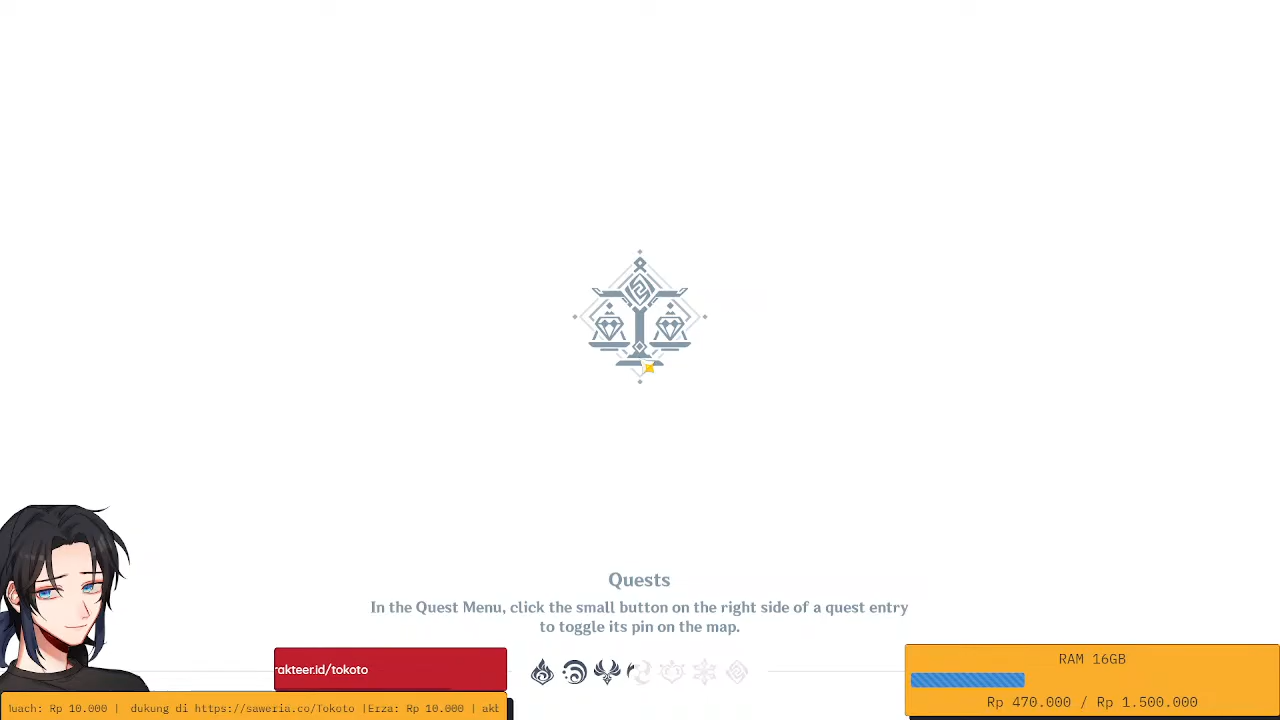 Quests
In the Quest Menu, click the small button on the right side of a quest entry
to toggle its pin on the map.
akteer.id/tokoto
RAM 16GB
Rp 470.000 / Rp 1.500.000
uach: Rp 10.000 | dukung di https://saweria.co/Tokoto |Erza: Rp 10.000 | akt